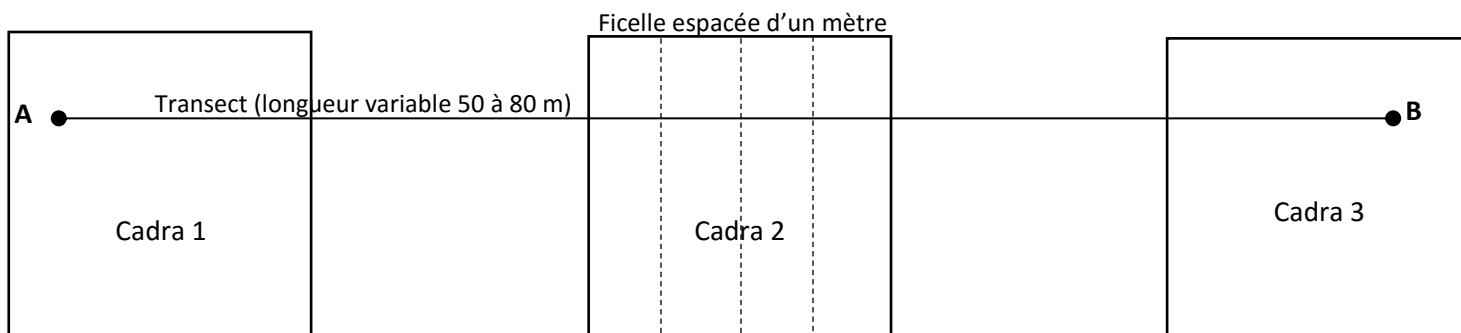 Ficelle espacée d’un mètre
Transect (longueur variable 50 à 80 m)
A
B
Cadra 1
Cadra 2
Cadra 3